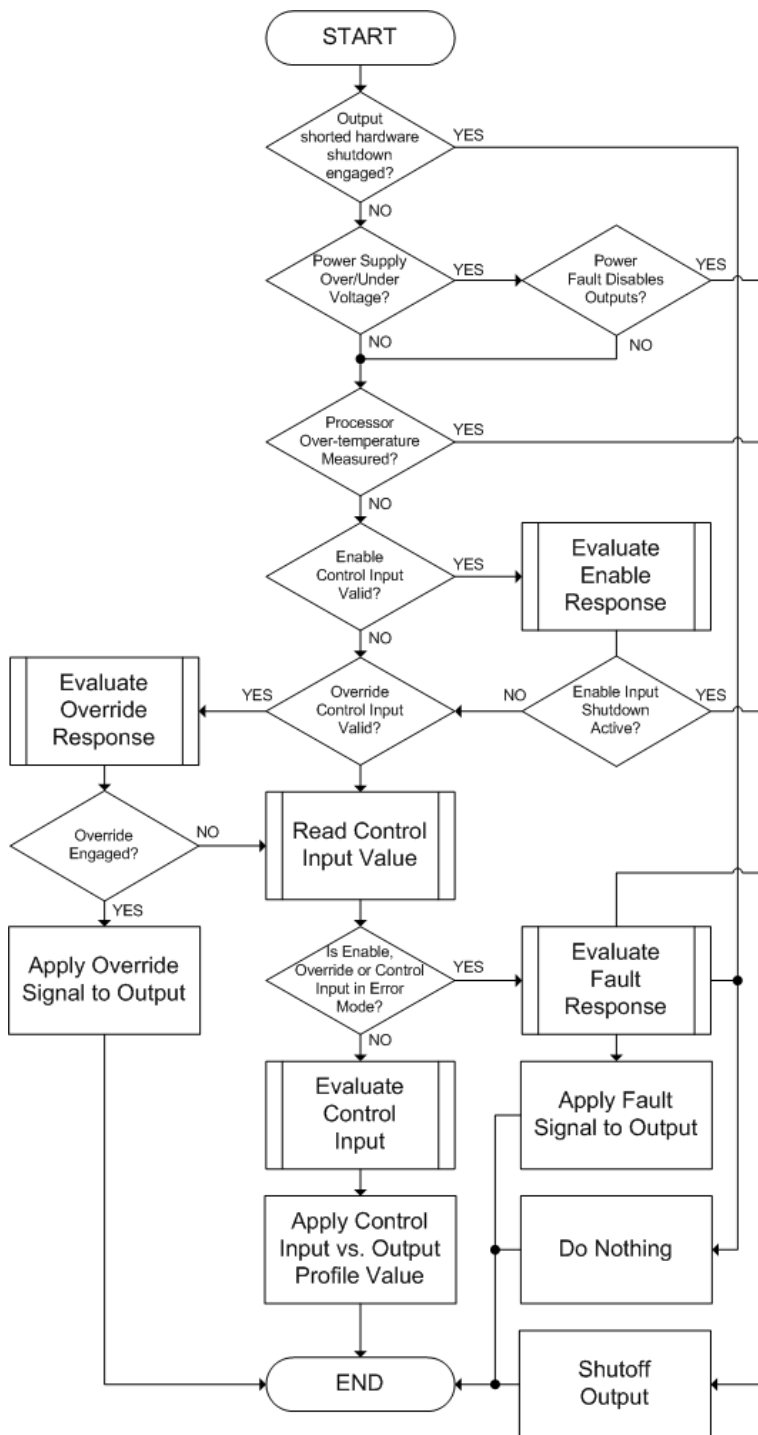 START
Output
shorted hardware
shutdown
engaged?
YES
NO
Power Supply
Over/Under
Voltage?
YES
Power
Fault Disables
Outputs?
YES
NO
NO
Processor
Over-temperature
Measured?
YES
NO
Enable
Control Input
Valid?
YES
Evaluate
Enable
Response
NO
Evaluate
Override
Response
YES
Override
Control Input
Valid?
NO
Enable Input
Shutdown
Active?
YES
Override
Engaged?
NO
Read Control
Input Value
YES
Apply Override
Signal to Output
Is Enable,
Override or Control
Input in Error
Mode?
YES
Evaluate
Fault
Response
NO
Evaluate
Control
Input
Apply Fault
Signal to Output
Apply Control
Input vs. Output
Profile Value
Do Nothing
END
Shutoff
Output